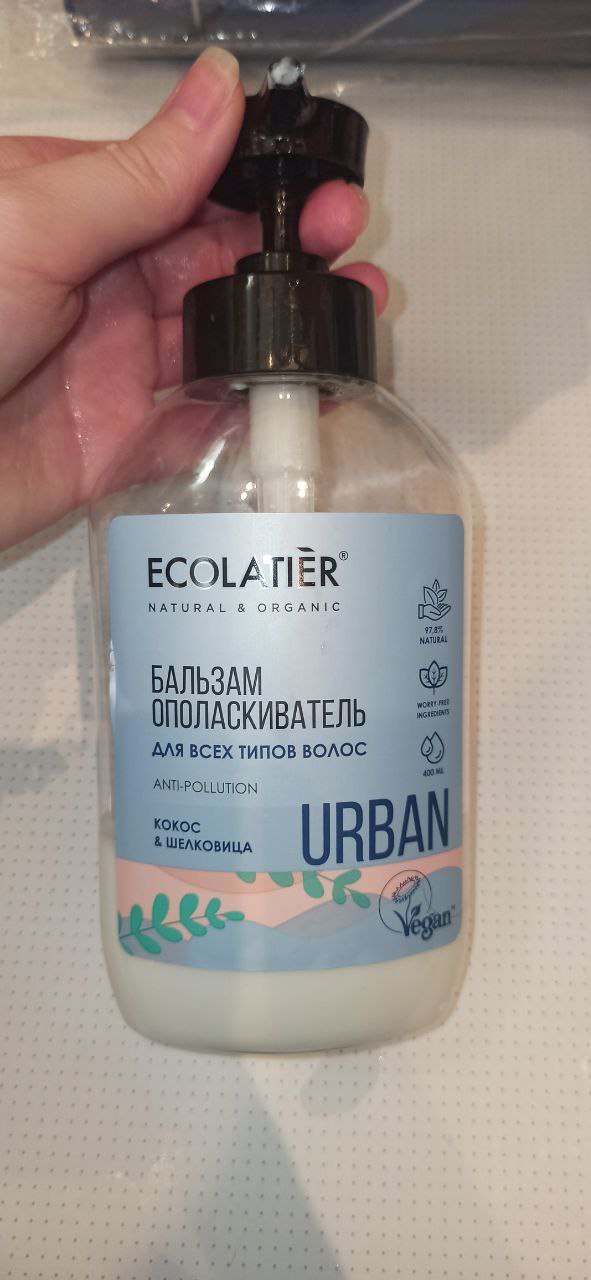 ECOLATIÈR®
NATURAL & ORGANIC
97,8%
NATURAL
БАЛЬЗАМ
ОПОЛАСКИВАТЕЛЬ
WORRY-FREE
INGREDIENTS
ДЛЯ ВСЕХ ТИПОВ ВОЛОС
400 ML
ANTI-POLLUTION
КОКОС
& ШЕЛКОВИЦА
URBAN
Vegan™